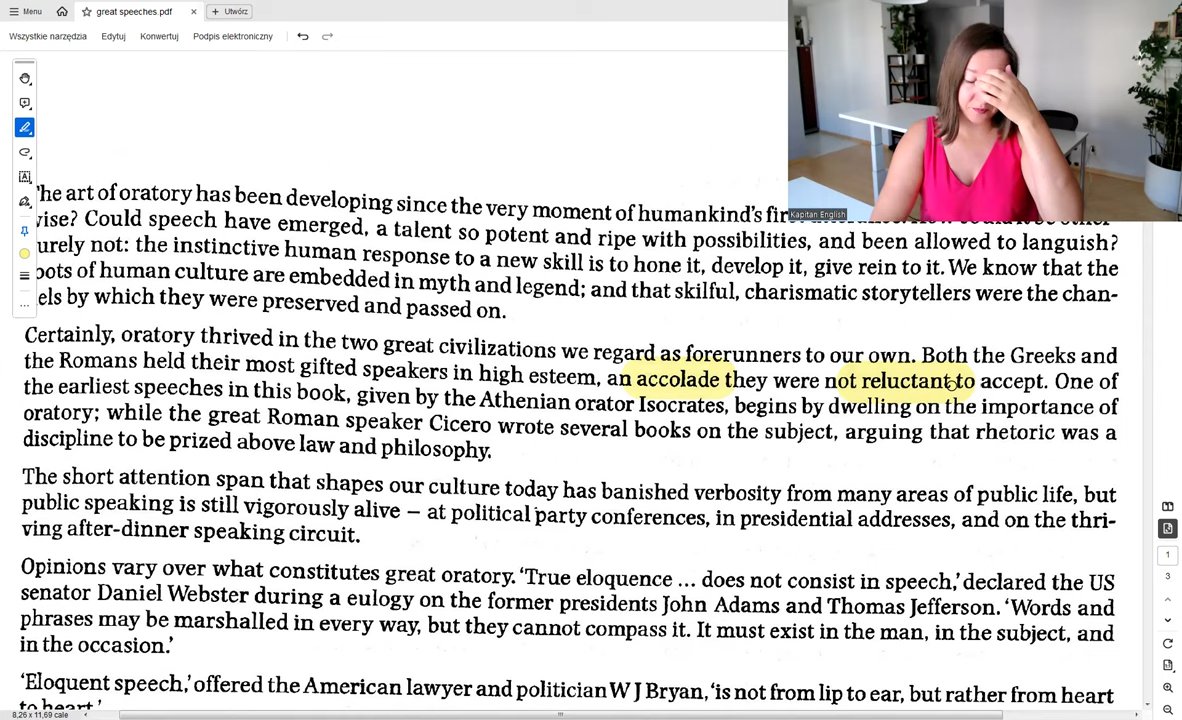 Menu
great speeches.pdf
Utwórz
Wszystkie narzędzia Edytuj Konwertuj Podpis elektroniczny
Kapitan English
The art of oratory has been developing since the very moment of humankind's
wise? Could speech have emerged, a talent so potent and ripe with possibilities, and been allowed to languish?
urely not: the instinctive human response to a new skill is to hone it, develop it, give rein to it. We know that the
oots of human culture are embedded in myth and legend; and that skilful, charismatic storytellers were the chan-
els by which they were preserved and passed on.
Certainly, oratory thrived in the two great civilizations we regard as forerunners to our own. Both the Greeks and
the Romans held their most gifted speakers in high esteem, an accolade they were not reluctant to accept. One of
the earliest speeches in this book, given by the Athenian orator Isocrates, begins by dwelling on the importance of
oratory; while the great Roman speaker Cicero wrote several books on the subject, arguing that rhetoric was a
discipline to be prized above law and philosophy.
The short attention span that shapes our culture today has banished verbosity from many areas of public life, but
public speaking is still vigorously alive – at political party conferences, in presidential addresses, and on the thri-
ving after-dinner speaking circuit.
Opinions vary over what constitutes great oratory. 'True eloquence ... does not consist in speech,' declared the US
senator Daniel Webster during a eulogy on the former presidents John Adams and Thomas Jefferson. 'Words and
phrases may be marshalled in every way, but they cannot compass it. It must exist in the man, in the subject, and
in the occasion.'
'Eloquent speech,' offered the American lawyer and politician W J Bryan, 'is not from lip to ear, but rather from heart
to heart.'
1
3
8,26 x 11,69 cale